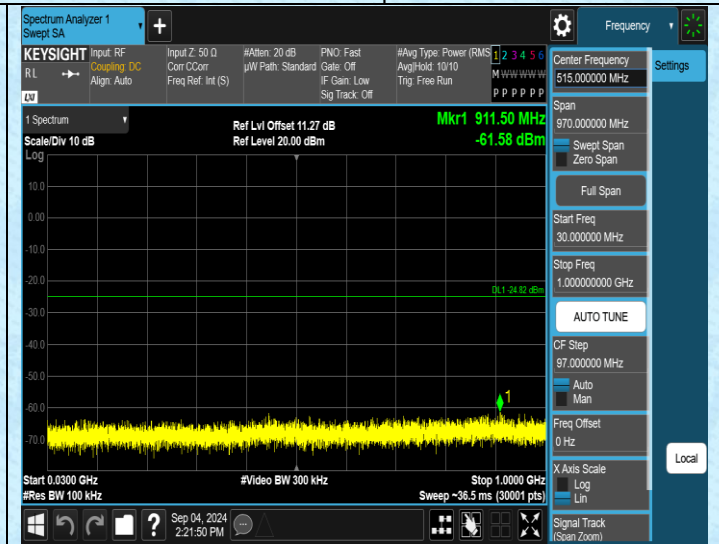 Spectrum Analyzer 1
Swept SA
+
Frequency
KEYSIGHT
RL
LXI
Input: RF
Coupling: DC
Align: Auto
Input Z: 50 Ω
Corr CCorr
Freq Ref: Int (S)
#Atten: 20 dB
µW Path: Standard
PNO: Fast
Gate: Off
IF Gain: Low
Sig Track: Off
#Avg Type: Power (RMS
Avg|Hold: 10/10
Trig: Free Run
1 2 3 4 5 6
M W W W W W
P P P P P P
1 Spectrum
Scale/Div 10 dB
Log
Ref Lvl Offset 11.27 dB
Ref Level 20.00 dBm
Mkr1 911.50 MHz
-61.58 dBm
10.0
0.00
-10.0
-20.0
DL1 -24.82 dBm
-30.0
-40.0
-50.0
-60.0
1
-70.0
Start 0.0300 GHz
#Res BW 100 kHz
#Video BW 300 kHz
Stop 1.0000 GHz
Sweep ~36.5 ms (30001 pts)
Sep 04, 2024
2:21:50 PM
?
Center Frequency
515.000000 MHz
Span
970.000000 MHz
Swept Span
Zero Span
Full Span
Start Freq
30.000000 MHz
Stop Freq
1.000000000 GHz
AUTO TUNE
CF Step
97.000000 MHz
Auto
Man
Freq Offset
0 Hz
X Axis Scale
Log
Lin
Signal Track
(Span Zoom)
Settings
Local